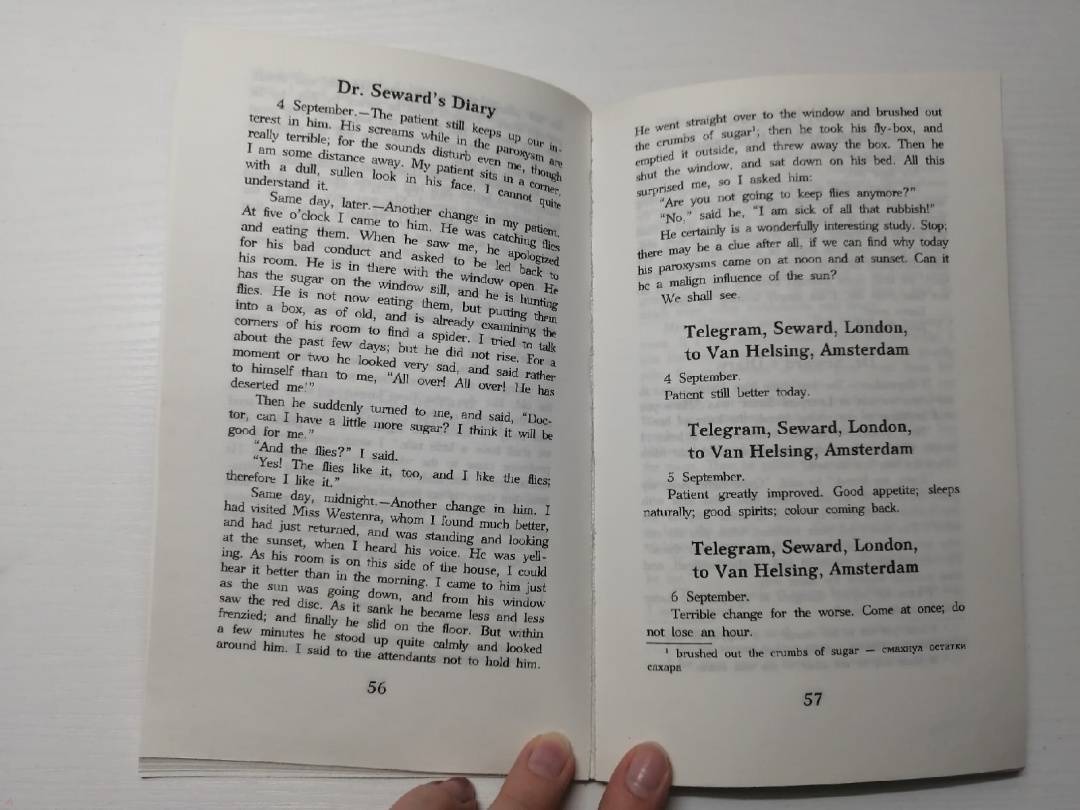 Dr. Seward's Diary
4 September.—The patient still keeps up our in-
terest in him. His screams while in the paroxysm are
really terrible; for the sounds disturb even me, though
I am some distance away. My patient sits in a corner,
with a dull, sullen look in his face. I cannot quite
understand it.
Same day, later.—Another change in my patient.
At five o'clock I came to him. He was catching flies
and eating them. When he saw me, he apologized
for his bad conduct and asked to be led back to
his room. He is in there with the window open. He
has the sugar on the window sill, and he is hunting
flies. He is not now eating them, but putting them
into a box, as of old, and is already examining the
corners of his room to find a spider. I tried to talk
about the past few days; but he did not rise. For a
moment or two he looked very sad, and said rather
to himself than to me, "All over! All over! He has
deserted me!"
Then he suddenly turned to me, and said, "Doc-
tor, can I have a little more sugar? I think it will be
good for me."
"And the flies?" I said.
"Yes! The flies like it, too, and I like the flies;
therefore I like it."
Same day, midnight.—Another change in him. I
had visited Miss Westenra, whom I found much better,
and had just returned, and was standing and looking
at the sunset, when I heard his voice. He was yell-
ing. As his room is on this side of the house, I could
hear it better than in the morning. I came to him just
as the sun was going down, and from his window
saw the red disc. As it sank he became less and less
frenzied; and finally he slid on the floor. But within
a few minutes he stood up quite calmly and looked
around him. I said to the attendants not to hold him.
56
He went straight over to the window and brushed out
the crumbs of sugar¹; then he took his fly-box, and
emptied it outside, and threw away the box. Then he
shut the window, and sat down on his bed. All this
surprised me, so I asked him:
"Are you not going to keep flies anymore?"
"No," said he, "I am sick of all that rubbish!"
He certainly is a wonderfully interesting study. Stop;
there may be a clue after all, if we can find why today
his paroxysms came on at noon and at sunset. Can it
be a malign influence of the sun?
We shall see.
Telegram, Seward, London,
to Van Helsing, Amsterdam
4 September.
Patient still better today.
Telegram, Seward, London,
to Van Helsing, Amsterdam
5 September.
Patient greatly improved. Good appetite; sleeps
naturally; good spirits; colour coming back.
Telegram, Seward, London,
to Van Helsing, Amsterdam
6 September.
Terrible change for the worse. Come at once; do
not lose an hour.
¹ brushed out the crumbs of sugar — смахнул остатки
сахара
57